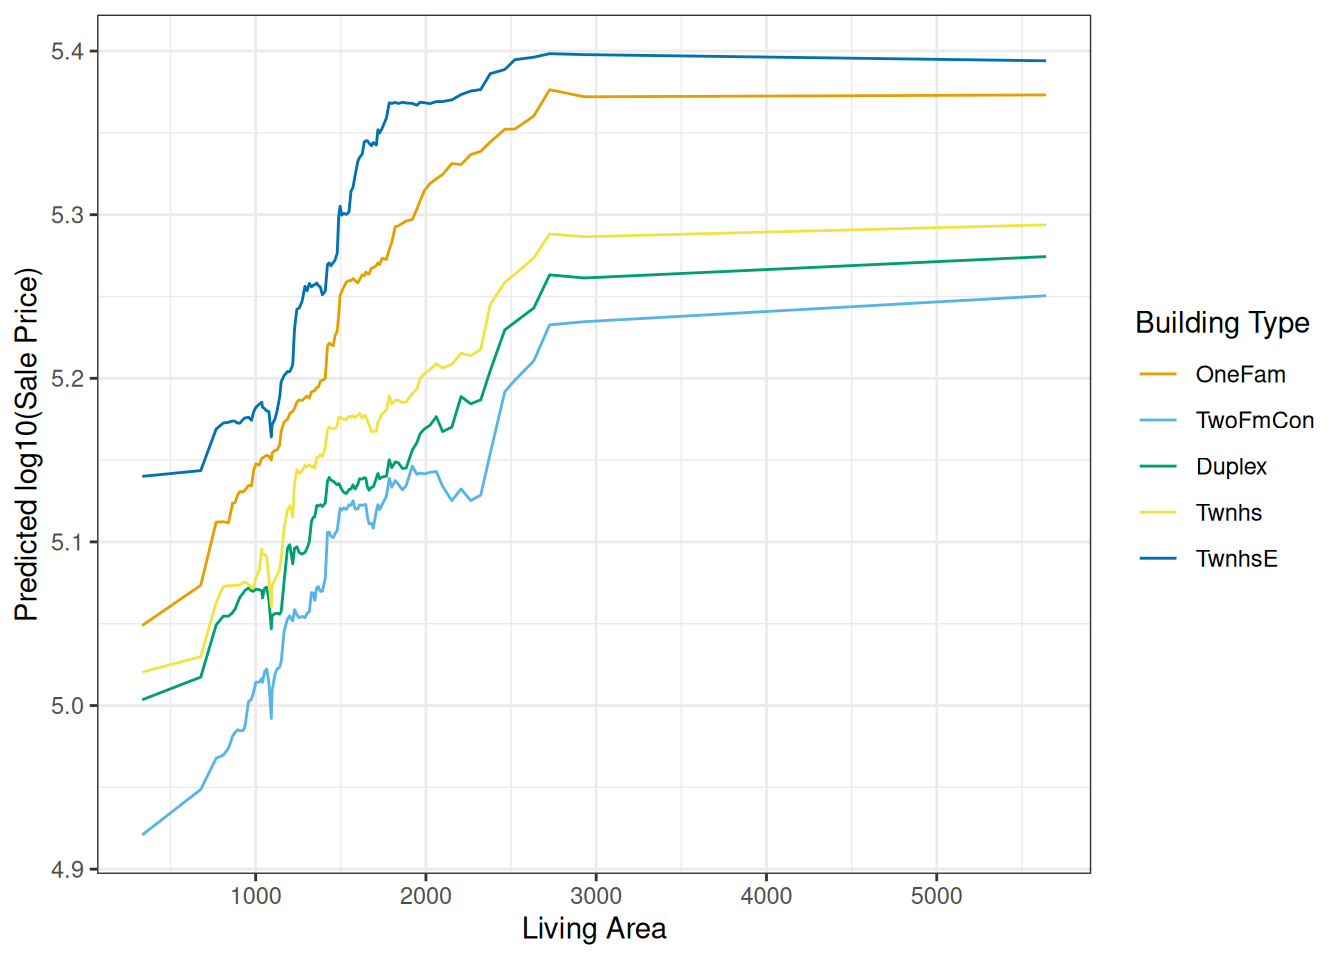 5.4
5.3
5.2
5.1
5.0
4.9
Predicted log10(Sale Price)
1000 2000 3000 4000 5000
Living Area
Building Type
OneFam
TwoFmCon
Duplex
Twnhs
TwnhsE